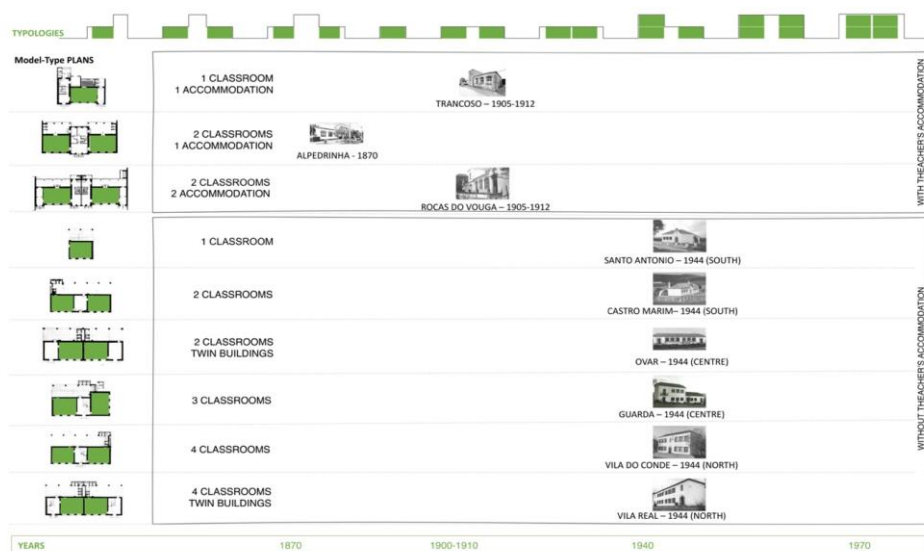 TYPOLOGIES
Model-Type PLANS
1 CLASSROOM
1 ACCOMMODATION
TRANCOSO – 1905-1912
2 CLASSROOMS
1 ACCOMMODATION
ALPEDRINHA - 1870
2 CLASSROOMS
2 ACCOMMODATION
ROCAS DO VOUGA – 1905-1912
WITH THEACHER'S ACCOMMODATION
1 CLASSROOM
SANTO ANTONIO – 1944 (SOUTH)
2 CLASSROOMS
CASTRO MARIM– 1944 (SOUTH)
2 CLASSROOMS
TWIN BUILDINGS
OVAR – 1944 (CENTRE)
3 CLASSROOMS
GUARDA – 1944 (CENTRE)
4 CLASSROOMS
VILA DO CONDE – 1944 (NORTH)
4 CLASSROOMS
TWIN BUILDINGS
VILA REAL – 1944 (NORTH)
WITHOUT THEACHER'S ACCOMMODATION
YEARS 1870 1900-1910 1940 1970